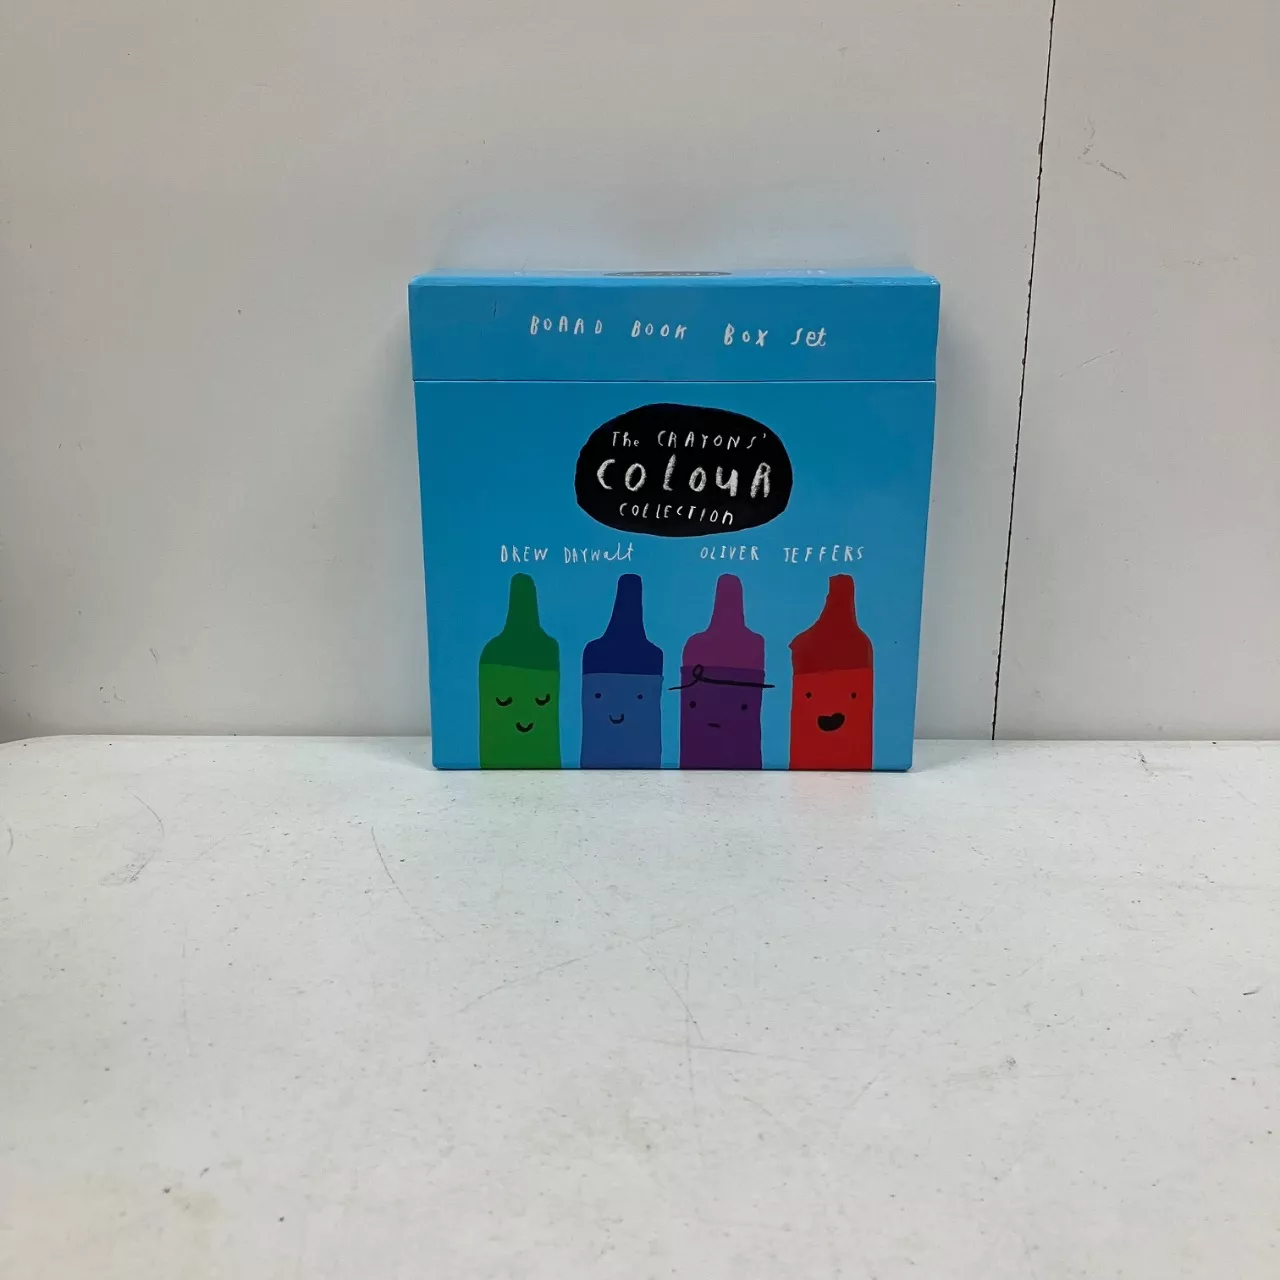 BOARD BOOK BOX Set
The CRAYONS'
COLOUR
COLLECTION
DREW DAYWALT OLIVER JEFFERS